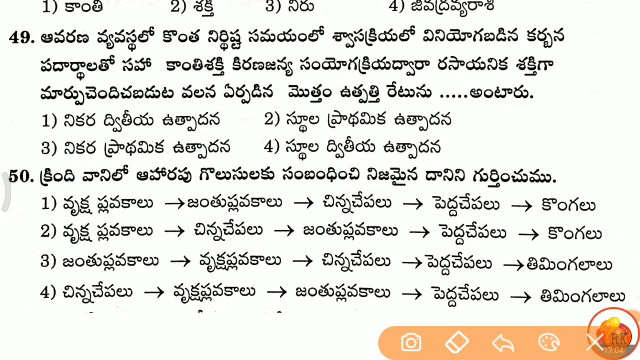 1) కాంతి 2) శక్తి 3) నీరు 4) జీవద్రవ్యరాశి
49. ఆవరణ వ్యవస్థలో కొంత నిర్ధిష్ట సమయంలో శ్వాసక్రియలో వినియోగబడిన కర్బన
పదార్థాలతో సహా కాంతిశక్తి కిరణజన్య సంయోగక్రియద్వారా రసాయనిక శక్తిగా
మార్పుచెందిచబడుట వలన ఏర్పడిన మొత్తం ఉత్పత్తి రేటును .....అంటారు.
1) నికర ద్వితీయ ఉత్పాదన 2) స్థూల ప్రాథమిక ఉత్పాదన
3) నికర ప్రాథమిక ఉత్పాదన 4) స్థూల ద్వితీయ ఉత్పాదన
50. క్రింది వానిలో ఆహారపు గొలుసులకు సంబంధించి నిజమైన దానిని గుర్తించుము.
1) వృక్ష ప్లవకాలు → జంతుప్లవకాలు → చిన్నచేపలు → పెద్దచేపలు → కొంగలు
2) వృక్ష ప్లవకాలు → చిన్నచేపలు → జంతుప్లవకాలు → పెద్దచేపలు → కొంగలు
3) జంతుప్లవకాలు → వృక్షప్లవకాలు → చిన్నచేపలు → పెద్దచేపలు → తిమింగలాలు
4) చిన్నచేపలు → వృక్షప్లవకాలు → జంతుప్లవకాలు → పెద్దచేపలు → తిమింగలాలు
17:04